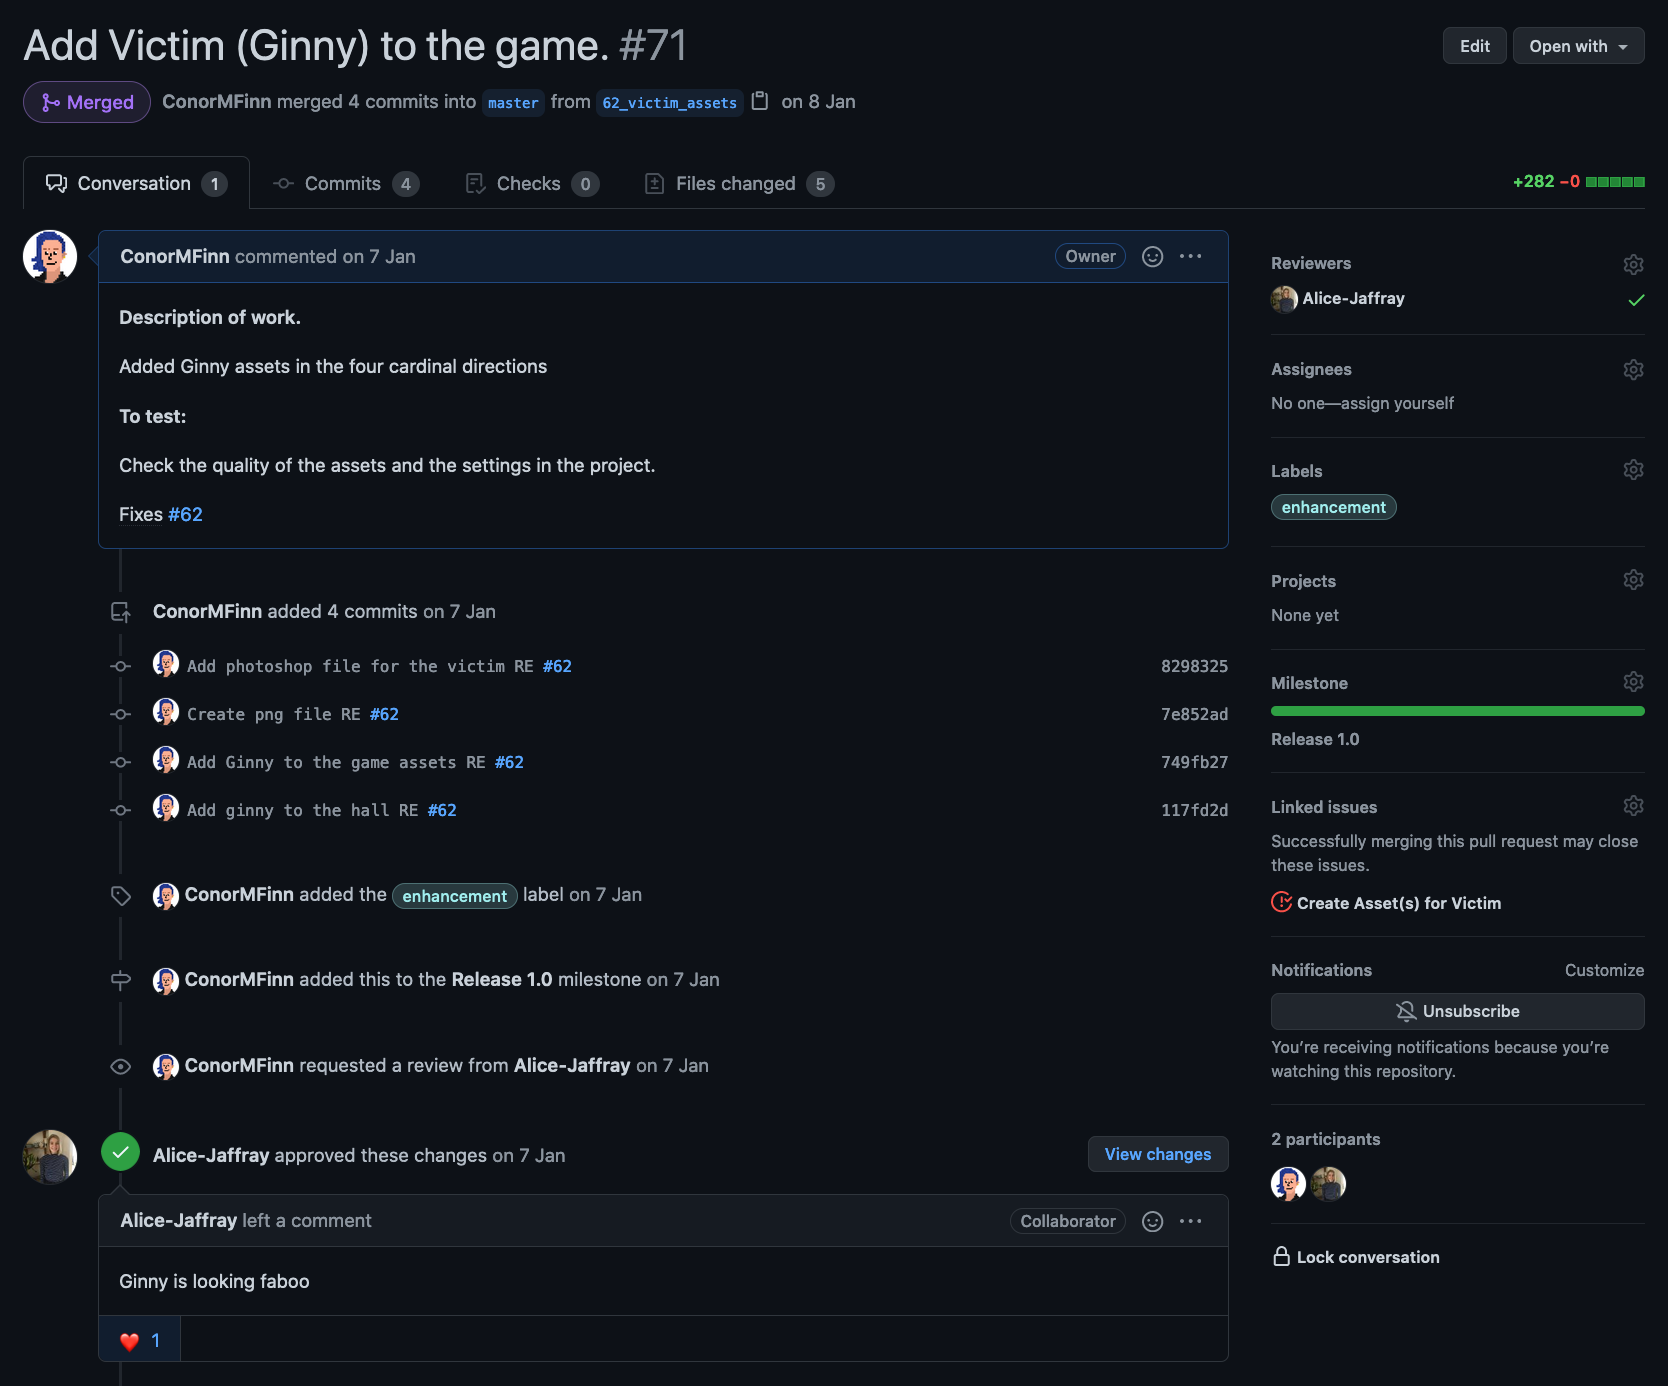 Add Victim (Ginny) to the game. #71
Edit
Open with
Merged
ConorMFinn merged 4 commits into master from 62_victim_assets on 8 Jan
Conversation 1
Commits 4
Checks 0
Files changed 5
+282 −0
ConorMFinn commented on 7 Jan
Owner
Description of work.
Added Ginny assets in the four cardinal directions
To test:
Check the quality of the assets and the settings in the project.
Fixes #62
ConorMFinn added 4 commits on 7 Jan
Add photoshop file for the victim RE #62 8298325
Create png file RE #62 7e852ad
Add Ginny to the game assets RE #62 749fb27
Add ginny to the hall RE #62 117fd2d
ConorMFinn added the enhancement label on 7 Jan
ConorMFinn added this to the Release 1.0 milestone on 7 Jan
ConorMFinn requested a review from Alice-Jaffray on 7 Jan
Alice-Jaffray approved these changes on 7 Jan
View changes
Alice-Jaffray left a comment
Collaborator
Ginny is looking faboo
❤️ 1
Reviewers
Alice-Jaffray
Assignees
No one—assign yourself
Labels
enhancement
Projects
None yet
Milestone
Release 1.0
Linked issues
Successfully merging this pull request may close
these issues.
Create Asset(s) for Victim
Notifications
Customize
Unsubscribe
You’re receiving notifications because you’re
watching this repository.
2 participants
Lock conversation